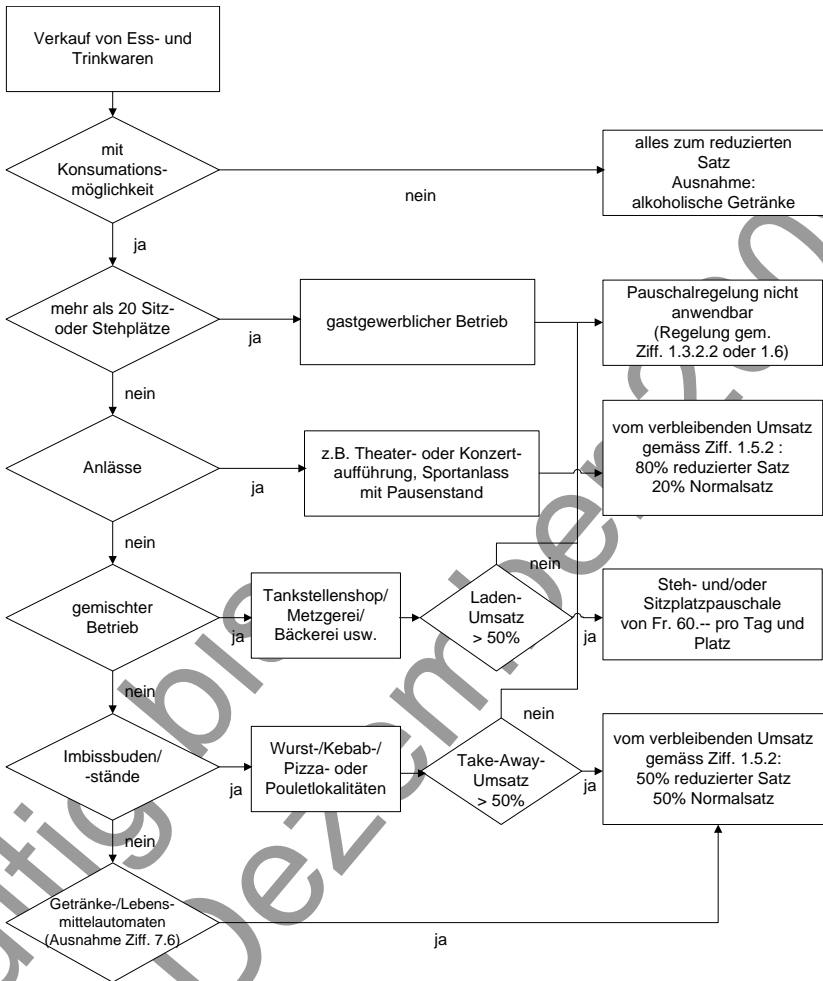 Verkauf von Ess- und
Trinkwaren
mit
Konsumations-
möglichkeit
nein
alles zum reduzierten
Satz
Ausnahme:
alkoholische Getränke
ja
mehr als 20 Sitz-
oder Stehplätze
ja
gastgewerblicher Betrieb
Pauschalregelung nicht
anwendbar
(Regelung gem.
Ziff. 1.3.2.2 oder 1.6)
nein
Anlässe
ja
z.B. Theater- oder Konzert-
aufführung, Sportanlass
mit Pausenstand
vom verbleibenden Umsatz
gemäss Ziff. 1.5.2 :
80% reduzierter Satz
20% Normalsatz
nein
gemischter
Betrieb
ja
Tankstellenshop/
Metzgerei/
Bäckerei usw.
Laden-
Umsatz
> 50%
nein
ja
Steh- und/oder
Sitzplatzpauschale
von Fr. 60.-- pro Tag und
Platz
nein
Imbissbuden/
-stände
ja
Wurst-/Kebab-/
Pizza- oder
Pouletlokalitäten
Take-Away-
Umsatz
> 50%
nein
ja
vom verbleibenden Umsatz
gemäss Ziff. 1.5.2:
50% reduzierter Satz
50% Normalsatz
nein
Getränke-/Lebens-
mittelautomaten
(Ausnahme Ziff. 7.6)
ja
bis
Dezember 20